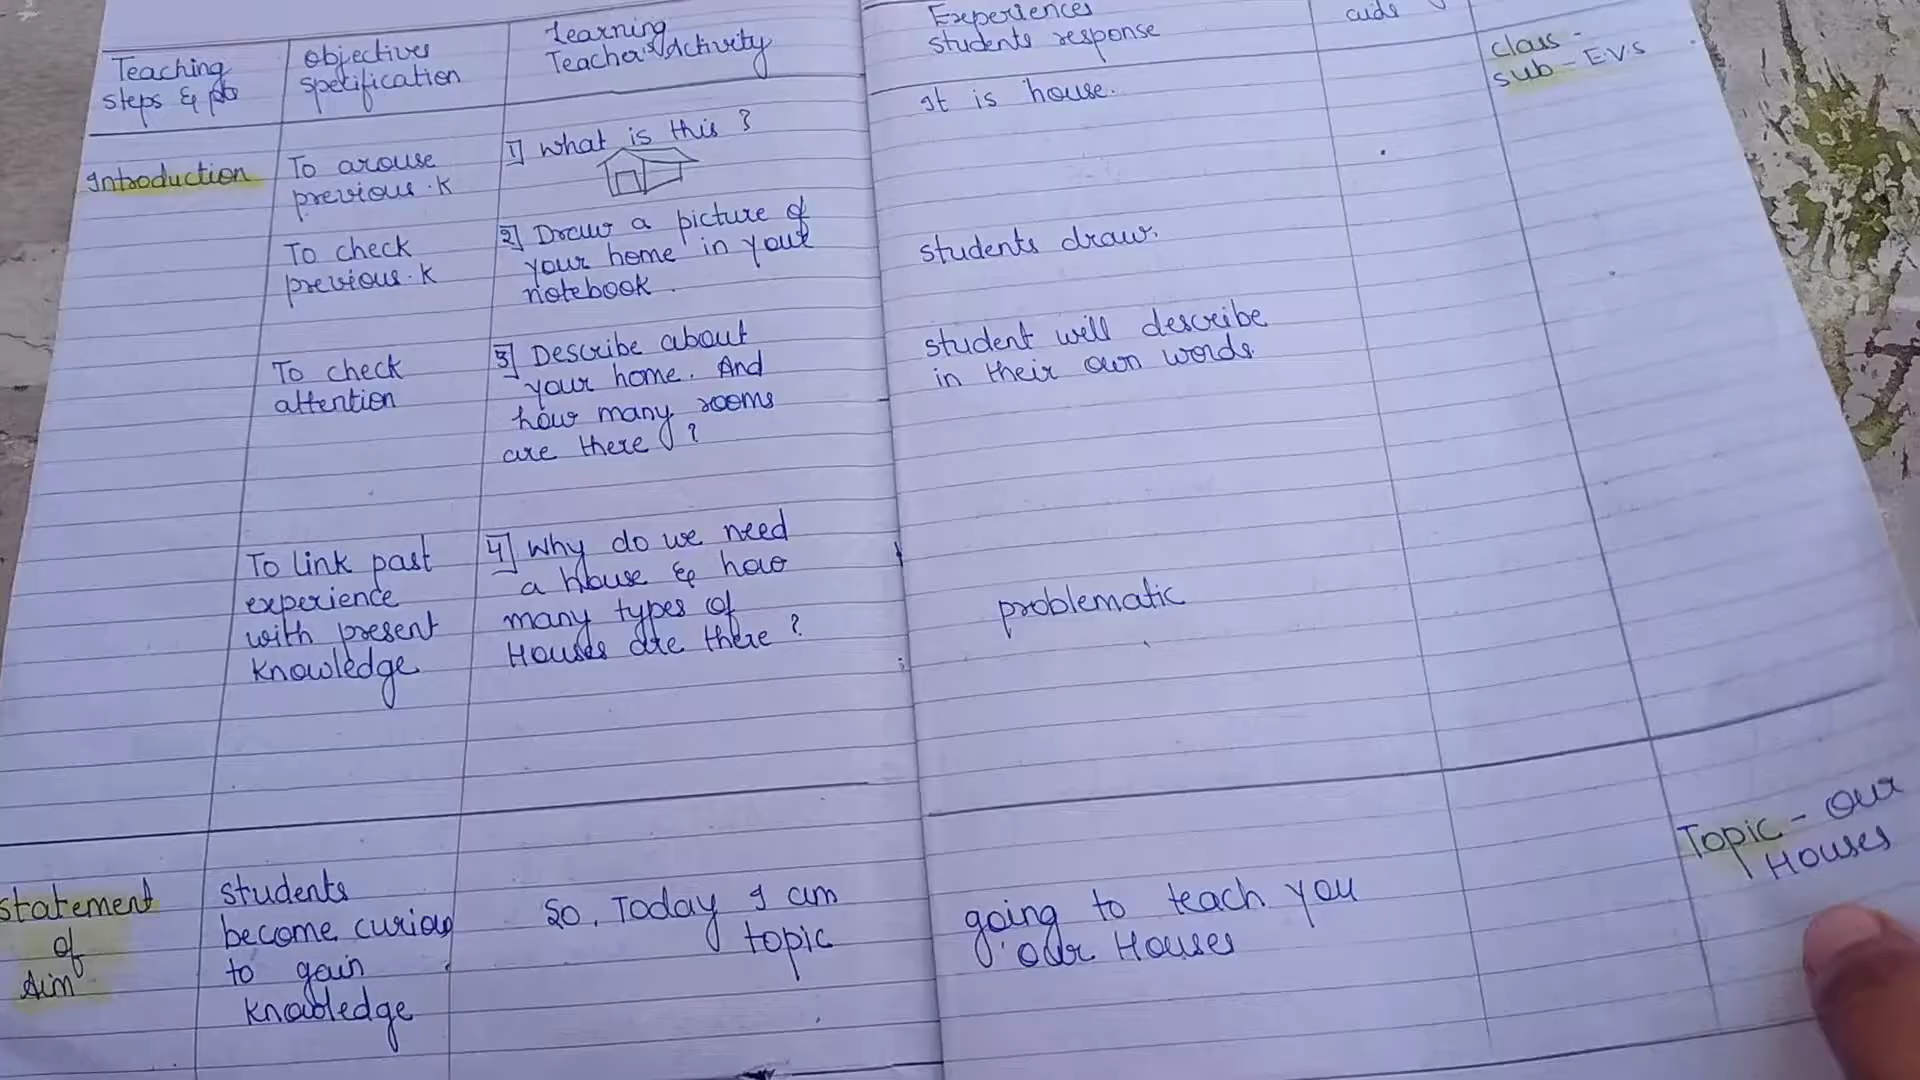 Teaching
steps & pts
objectives
specification
Learning
Teacher's Activity
Experiences
students response
aids
class -
sub - E.V.S
Introduction
To arouse
previous.K
1] What is this ?
It is house.
To check
previous.K
2] Draw a picture of
your home in your
notebook.
students draw.
To check
attention
3] Describe about
your home. And
how many rooms
are there ?
student will describe
in their own words.
To link past
experience
with present
knowledge
4] Why do we need
a house & how
many types of
Houses are there ?
problematic
Statement
of
Aim
students
become curious
to gain
knowledge
So, Today I am
topic
going to teach you
'our Houses
Topic - our
Houses